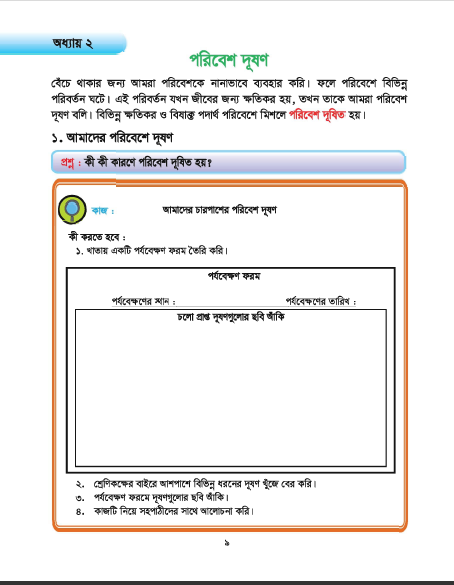 অধ্যায় ২
পরিবেশ দূষণ
বেঁচে থাকার জন্য আমরা পরিবেশকে নানাভাবে ব্যবহার করি। ফলে পরিবেশে বিভিন্ন
পরিবর্তন ঘটে। এই পরিবর্তন যখন জীবের জন্য ক্ষতিকর হয়, তখন তাকে আমরা পরিবেশ
দূষণ বলি। বিভিন্ন ক্ষতিকর ও বিষাক্ত পদার্থ পরিবেশে মিশলে পরিবেশ দূষিত হয়।
১. আমাদের পরিবেশে দূষণ
প্রশ্ন : কী কী কারণে পরিবেশ দূষিত হয়?
কাজ : আমাদের চারপাশের পরিবেশ দূষণ
কী করতে হবে :
১. খাতায় একটি পর্যবেক্ষণ ফরম তৈরি করি।
পর্যবেক্ষণ ফরম
পর্যবেক্ষণের স্থান : পর্যবেক্ষণের তারিখ :
চলো প্রাপ্ত দূষণগুলোর ছবি আঁকি
২. শ্রেণিকক্ষের বাইরে আশপাশে বিভিন্ন ধরনের দূষণ খুঁজে বের করি।
৩. পর্যবেক্ষণ ফরমে দূষণগুলোর ছবি আঁকি।
৪. কাজটি নিয়ে সহপাঠীদের সাথে আলোচনা করি।
৯